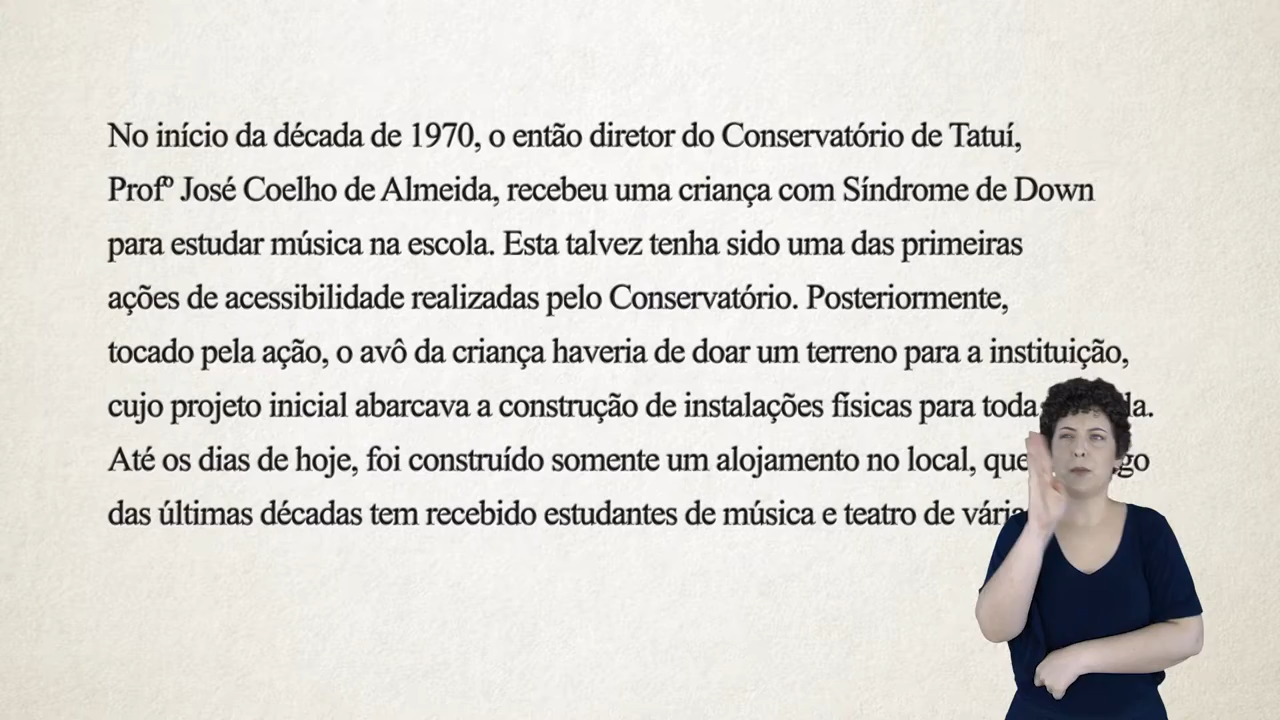 No início da década de 1970, o então diretor do Conservatório de Tatuí,
Profº José Coelho de Almeida, recebeu uma criança com Síndrome de Down
para estudar música na escola. Esta talvez tenha sido uma das primeiras
ações de acessibilidade realizadas pelo Conservatório. Posteriormente,
tocado pela ação, o avô da criança haveria de doar um terreno para a instituição,
cujo projeto inicial abarcava a construção de instalações físicas para toda
Até os dias de hoje, foi construído somente um alojamento no local, que
das últimas décadas tem recebido estudantes de música e teatro de